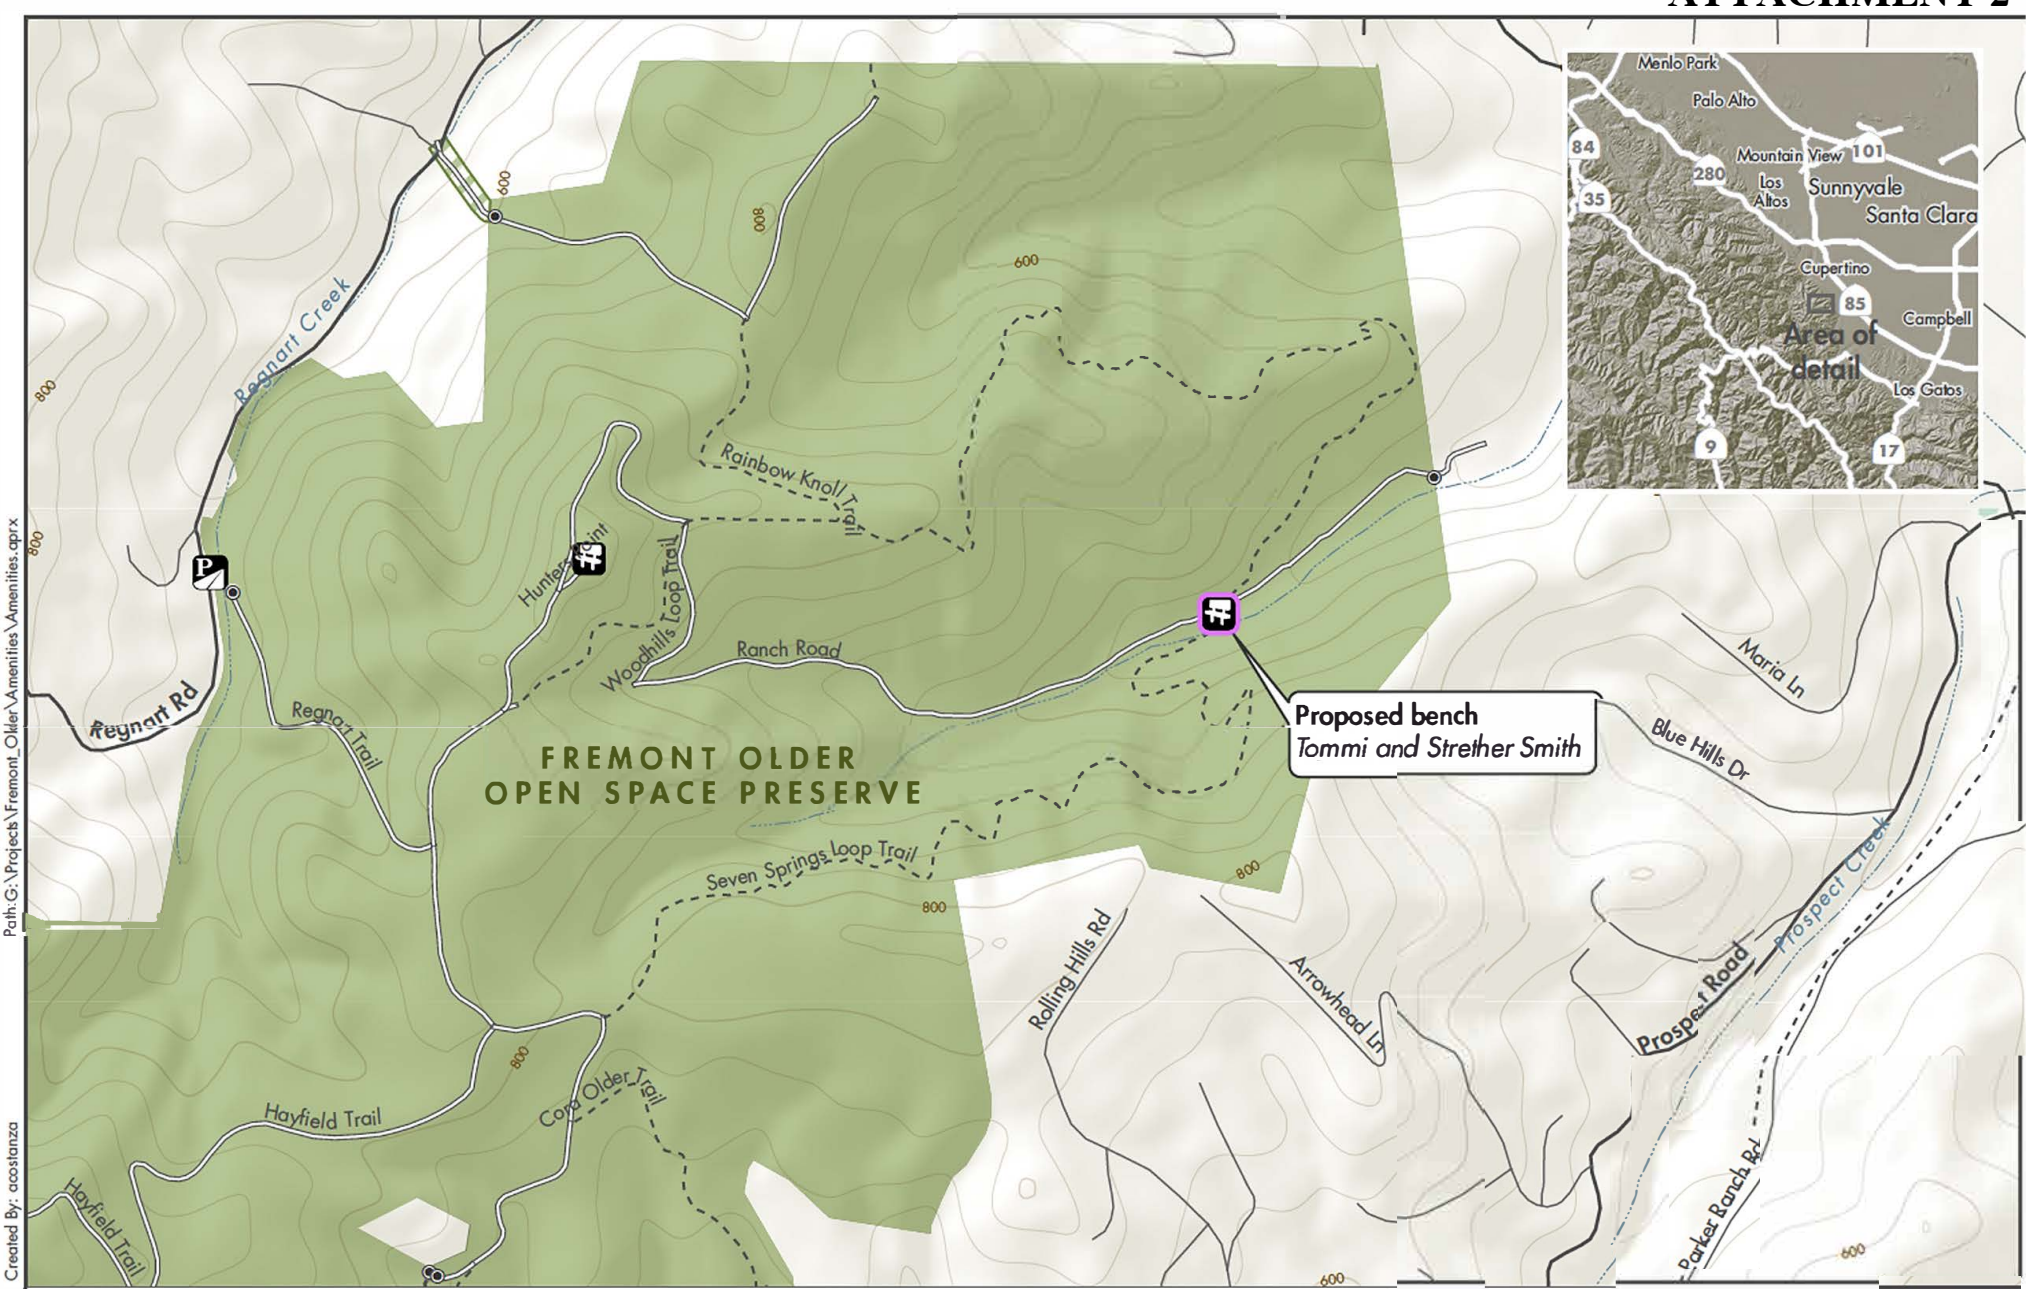 ATTACHMENT 2
Menlo Park
Palo Alto
84
Mountain View
101
280
Los
Altos
Sunnyvale
35
Santa Clara
Cupertino
85
Campbell
Area of
detail
Los Gatos
9
17
600
800
600
Regnart Creek
800
800
Rainbow Knoll Trail
Hunters Point
P
Woodhills Loop Trail
Ranch Road
Regnart Rd
Regnart Trail
Maria Ln
Proposed bench
Tommi and Strether Smith
Blue Hills Dr
FREMONT OLDER
OPEN SPACE PRESERVE
Seven Springs Loop Trail
800
800
Prospect Creek
Rolling Hills Rd
Arrowhead Ln
Prospect Road
800
Cora Older Trail
Hayfield Trail
Hayfield Trail
Parker Ranch Rd
600
600
Path: G:\Projects\Fremont_Older\Amenities\Amenities.aprx
Created By: acostanza